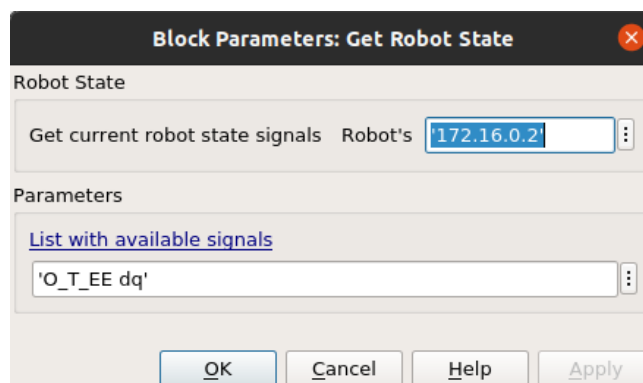 Block Parameters: Get Robot State
Robot State
Get current robot state signals Robot's '172.16.0.2'
Parameters
List with available signals
'O_T_EE dq'
OK Cancel Help Apply